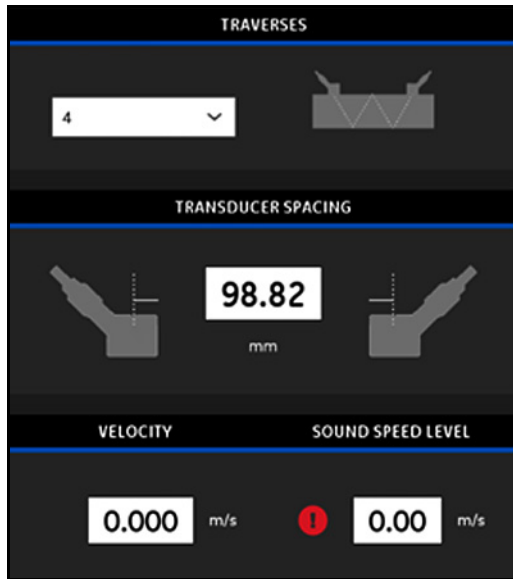 TRAVERSES
4
TRANSDUCER SPACING
98.82
mm
VELOCITY SOUND SPEED LEVEL
0.000 m/s ! 0.00 m/s